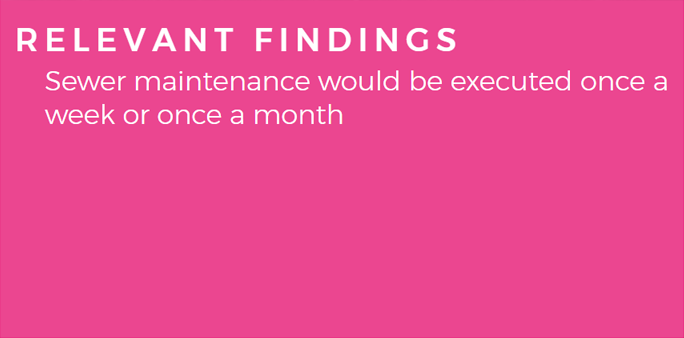 RELEVANT FINDINGS
Sewer maintenance would be executed once a
week or once a month